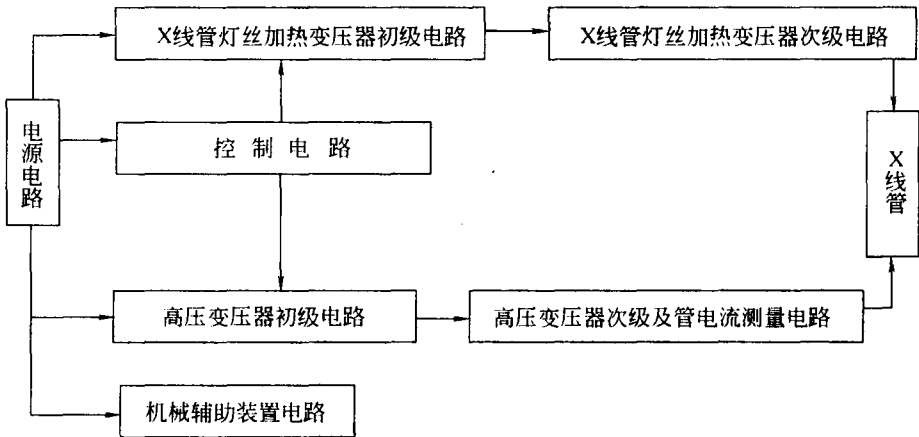 X线管灯丝加热变压器初级电路
X线管灯丝加热变压器次级电路
电源电路
控制电路
X线管
高压变压器初级电路
高压变压器次级及管电流测量电路
机械辅助装置电路